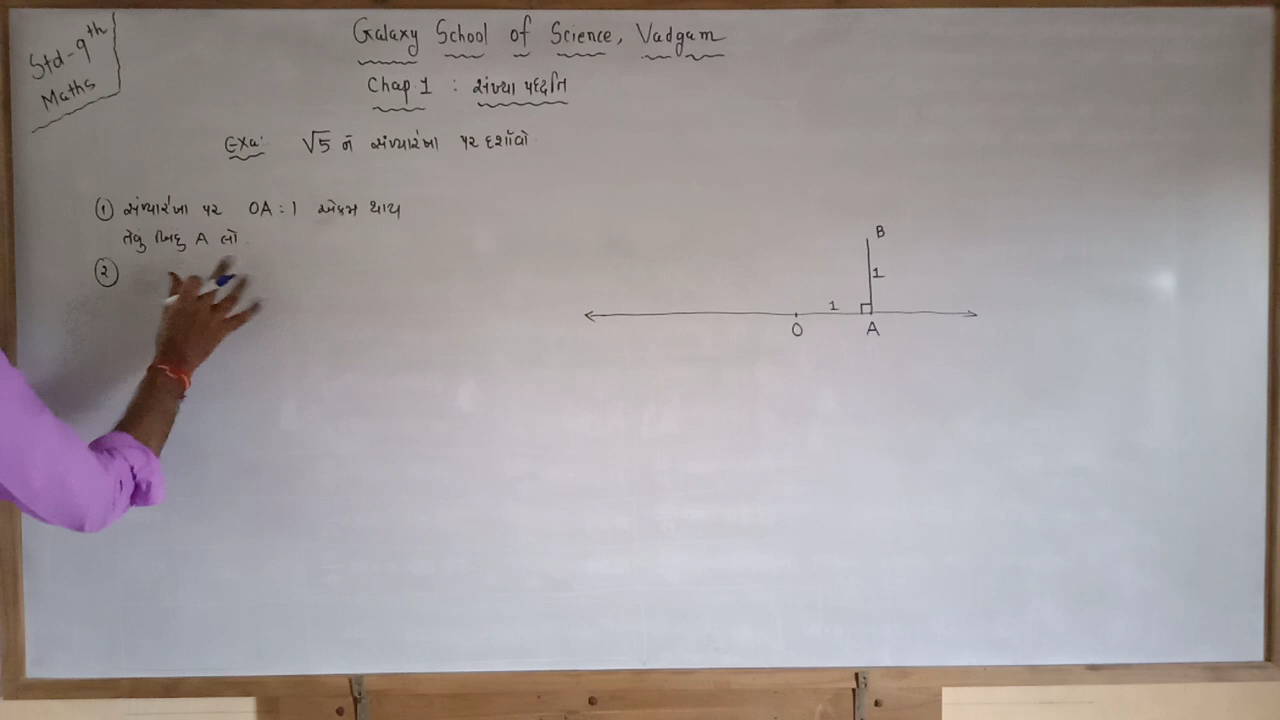 Std-9th
Maths
Galaxy School of Science, Vadgam
Chap 1 : સંખ્યા પદ્ધતિ
Exa: √5 ને સંખ્યારેખા પર દર્શાવો
① સંખ્યારેખા પર OA = 1 એકમ થાય
તેવું બિંદુ A લો.
②
B
1
1
O A